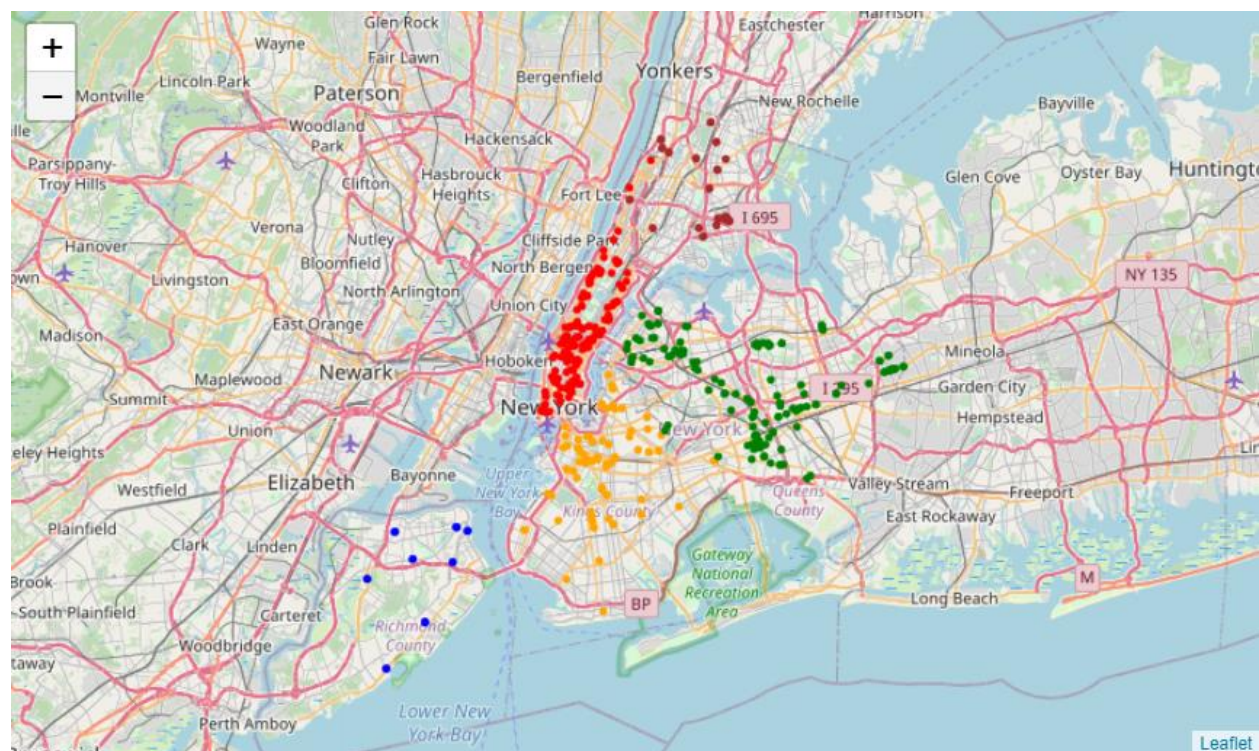 Glen Rock
Harrison
Eastchester
+
Wayne
Fair Lawn
Yonkers
Lincoln Park
Bergenfield
−
Montville
Paterson
New Rochelle
Bayville
Woodland
Park
Hackensack
Parsippany-
Troy Hills
Clifton
Hasbrouck
Heights
Fort Lee
Glen Cove
Oyster Bay
Huntingt
Verona
I 695
Hanover
Nutley
Cliffside Park
own
Bloomfield
North Bergen
NY 135
Livingston
North Arlington
Union City
Madison
East Orange
Mineola
Hoboken
Maplewood
Newark
I 295
Garden City
Summit
New York
Hempstead
Union
New York
eley Heights
Bayonne
Upper
New York
Bay
Westfield
Elizabeth
Queens
County
Valley Stream
Freeport
Kings County
Plainfield
East Rockaway
Clark
Linden
Gateway
National
Recreation
Area
Brook
M
South Plainfield
Carteret
BP
Long Beach
Richmond
County
Woodbridge
taway
Perth Amboy
Lower New
York Bay
Leaflet